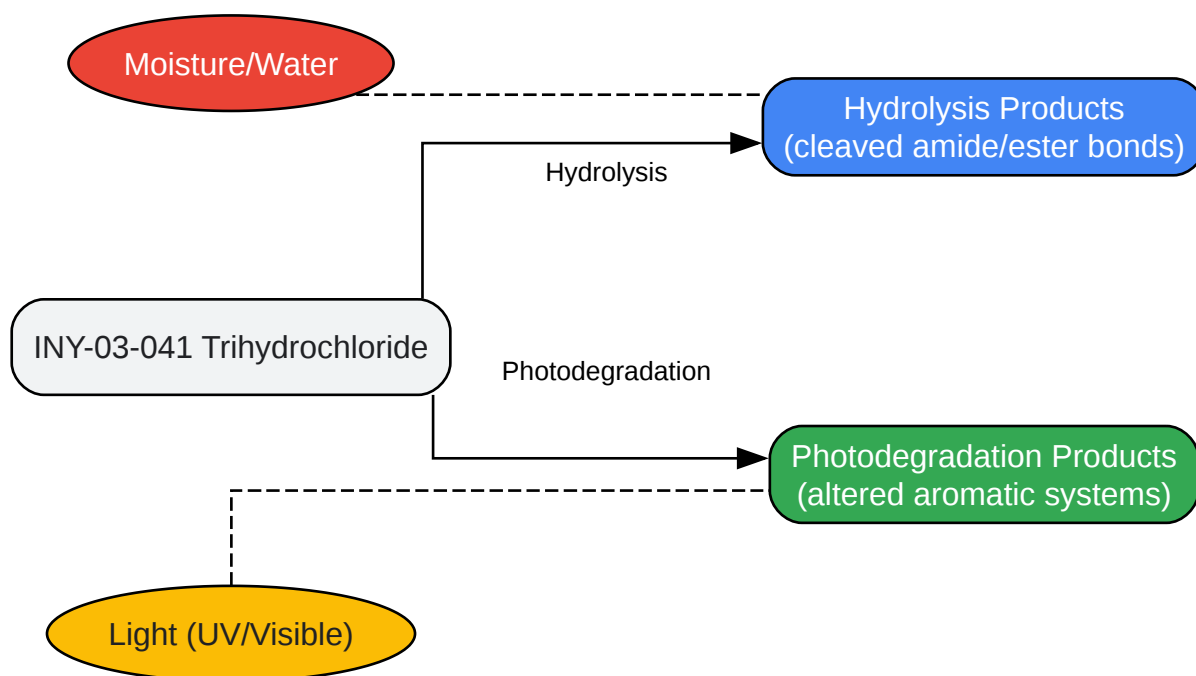 Moisture/Water
Hydrolysis Products
(cleaved amide/ester bonds)
Hydrolysis
INY-03-041 Trihydrochloride
Photodegradation
Photodegradation Products
(altered aromatic systems)
Light (UV/Visible)